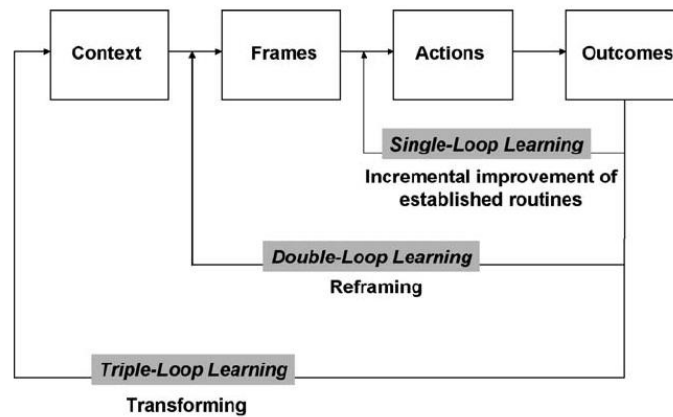 Context
Frames
Actions
Outcomes
Single-Loop Learning
Incremental improvement of
established routines
Double-Loop Learning
Reframing
Triple-Loop Learning
Transforming